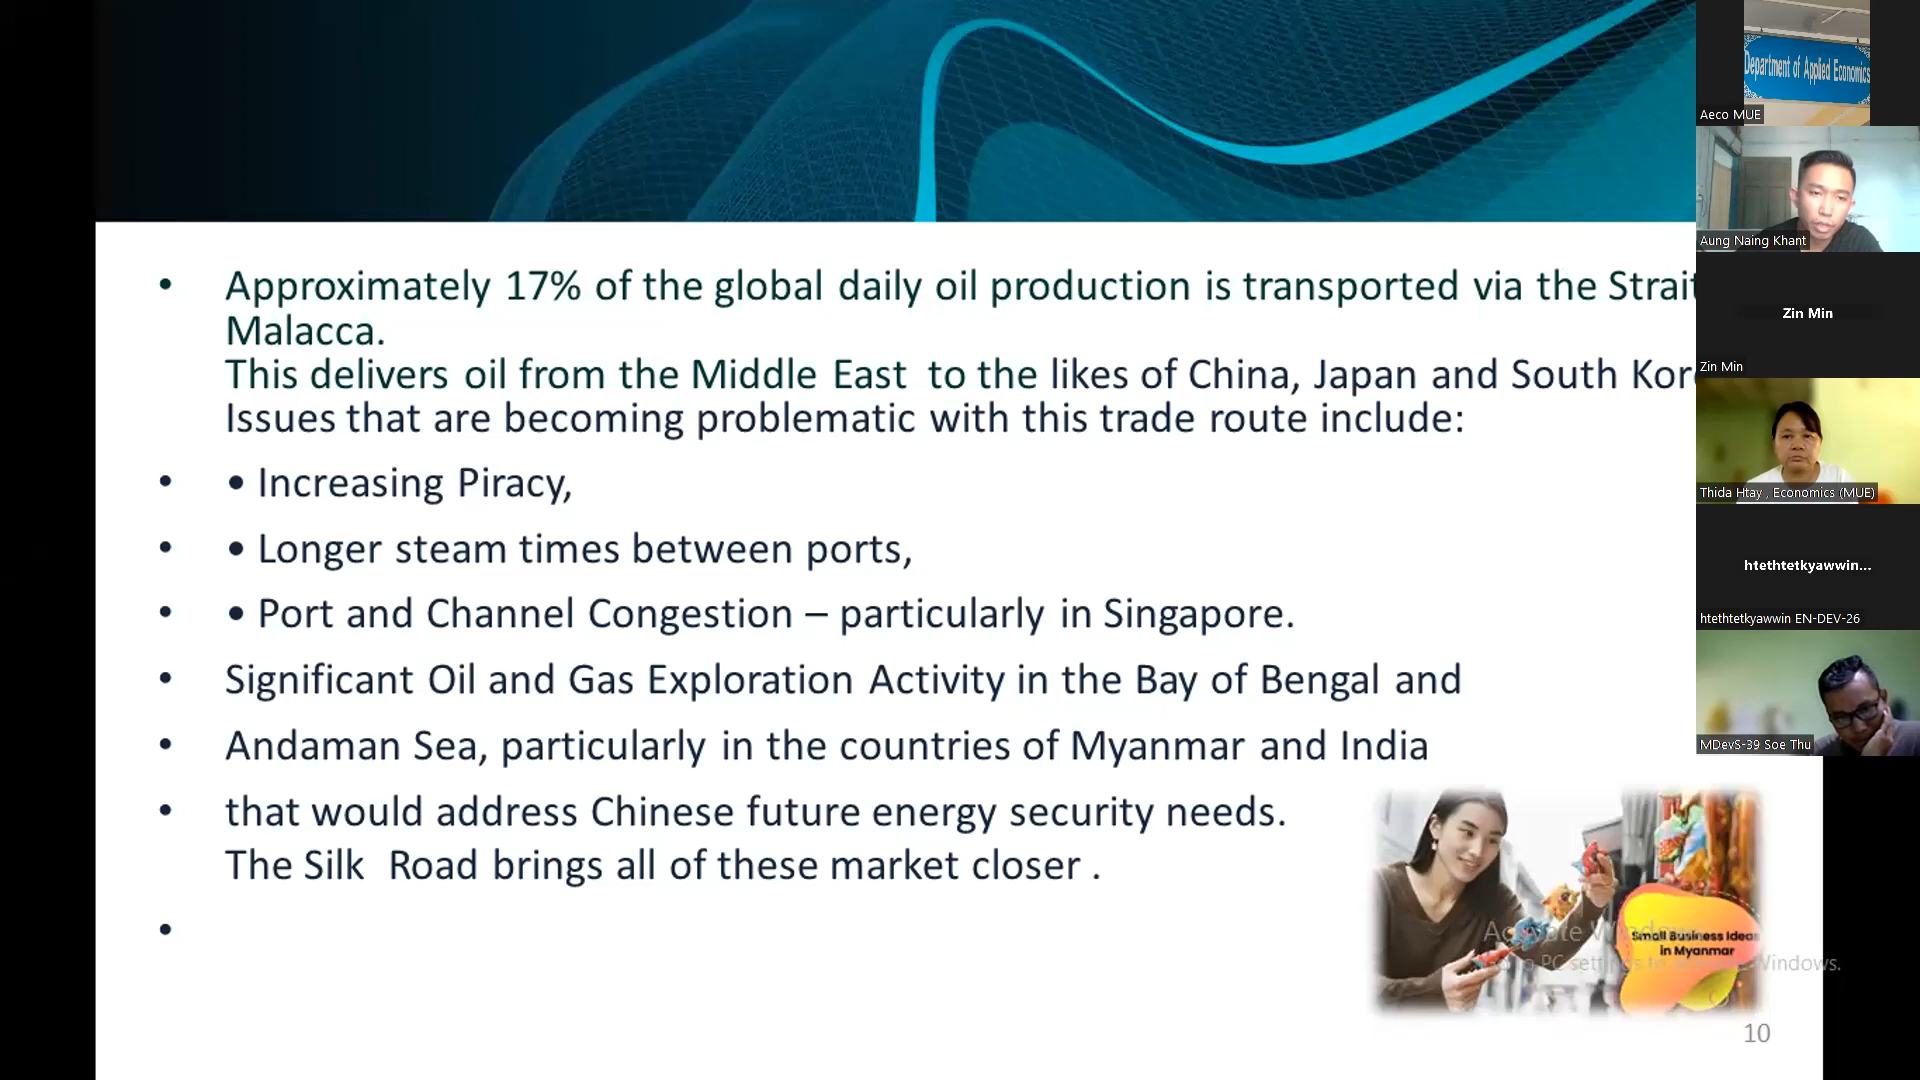 • Approximately 17% of the global daily oil production is transported via the Strait
Malacca.
This delivers oil from the Middle East to the likes of China, Japan and South Kor
Issues that are becoming problematic with this trade route include:
• • Increasing Piracy,
• • Longer steam times between ports,
• • Port and Channel Congestion – particularly in Singapore.
• Significant Oil and Gas Exploration Activity in the Bay of Bengal and
• Andaman Sea, particularly in the countries of Myanmar and India
• that would address Chinese future energy security needs.
The Silk Road brings all of these market closer .
•
Small Business Ideas
in Myanmar
Windows.
10
Department of Applied Economics
Aeco MUE
Aung Naing Khant
Zin Min
Zin Min
Thida Htay , Economics (MUE)
htethtetkyawwin...
htethtetkyawwin EN-DEV-26
MDevS-39 Soe Thu